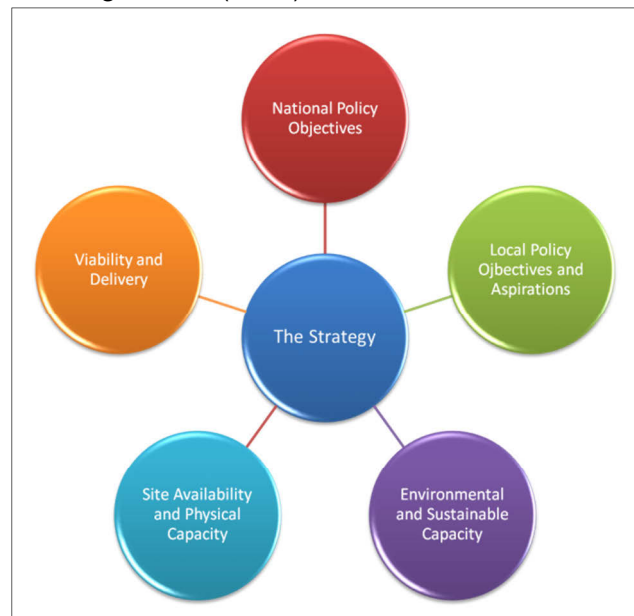 National Policy
Objectives
Local Policy
Ojbectives and
Aspirations
Viability and
Delivery
The Strategy
Site Availability
and Physical
Capacity
Environmental
and Sustainable
Capacity